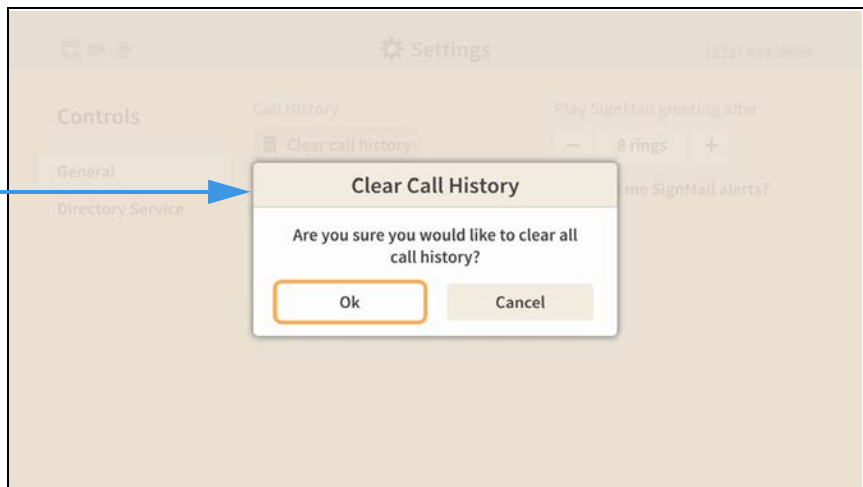 Settings
Controls
Call History
Play SignMail greeting after
Clear call history
8 rings
General
Clear Call History
me SignMail alerts?
Directory Service
Are you sure you would like to clear all
call history?
Ok
Cancel